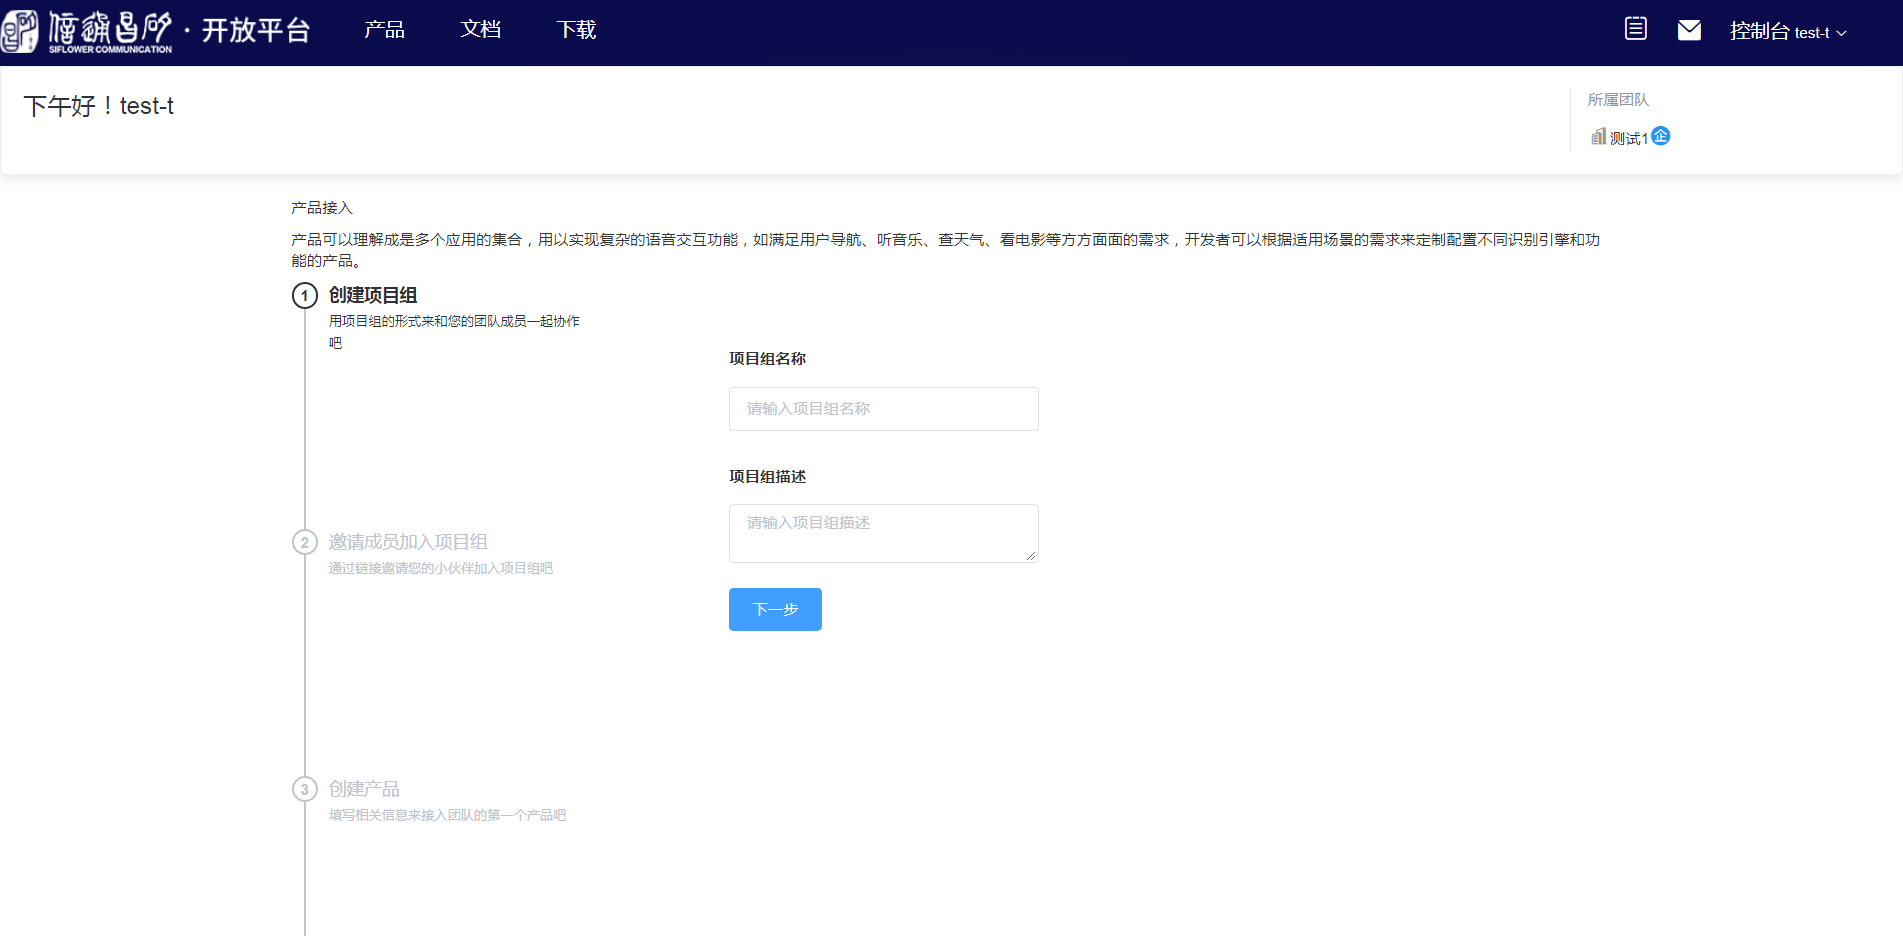 SIFLOWER COMMUNICATION
· 开放平台
产品
文档
下载
控制台 test-t
下午好！test-t
所属团队
测试1 企
产品接入
产品可以理解成是多个应用的集合，用以实现复杂的语音交互功能，如满足用户导航、听音乐、查天气、看电影等方方面面的需求，开发者可以根据适用场景的需求来定制配置不同识别引擎和功
能的产品。
1 创建项目组
用项目组的形式来和您的团队成员一起协作
吧
项目组名称
请输入项目组名称
项目组描述
请输入项目组描述
下一步
2 邀请成员加入项目组
通过链接邀请您的小伙伴加入项目组吧
3 创建产品
填写相关信息来接入团队的第一个产品吧